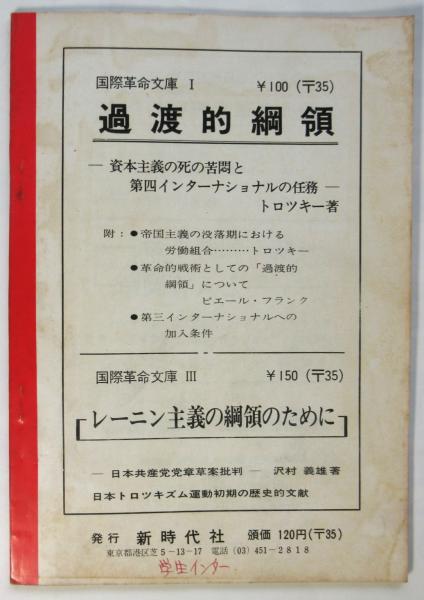 国際革命文庫 I ￥100 (〒35)
過渡的綱領
― 資本主義の死の苦悶と
第四インターナショナルの任務 ―
トロツキー著
附：●帝国主義の没落期における
労働組合………トロツキー
●革命的戦術としての「過渡的
綱領」について
ピエール・フランク
●第三インターナショナルへの
加入条件
国際革命文庫 III ￥150 (〒35)
［レーニン主義の綱領のために］
― 日本共産党党章草案批判 ― 沢村 義雄著
日本トロツキズム運動初期の歴史的文献
発行 新時代社 頒価 120円(〒35)
東京都港区芝5-13-17 電話 (03) 451-2818
学生インター.